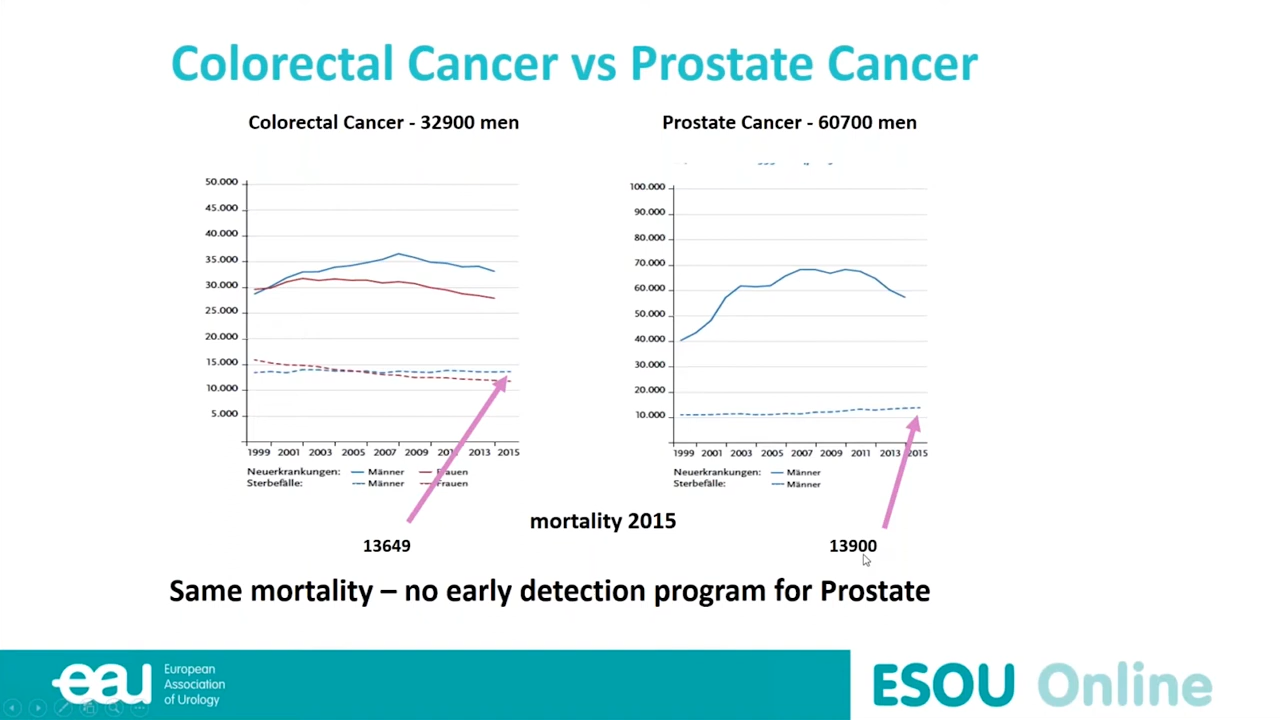 Colorectal Cancer vs Prostate Cancer
Colorectal Cancer - 32900 men
Prostate Cancer - 60700 men
50.000
45.000
40.000
35.000
30.000
25.000
20.000
15.000
10.000
5.000
1999 2001 2003 2005 2007 2009 2011 2013 2015
Neuerkrankungen: Männer Frauen
Sterbefälle: Männer Frauen
100.000
90.000
80.000
70.000
60.000
50.000
40.000
30.000
20.000
10.000
1999 2001 2003 2005 2007 2009 2011 2013 2015
Neuerkrankungen: Männer
Sterbefälle: Männer
mortality 2015
13649
13900
Same mortality – no early detection program for Prostate
eau
European
Association
of Urology
ESOU Online